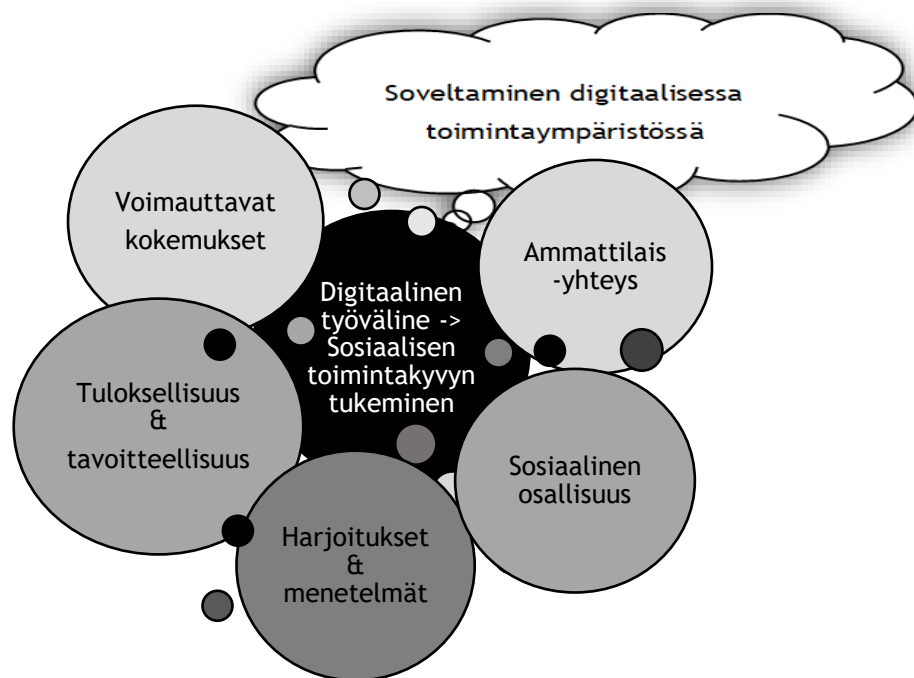 Soveltaminen digitaalisessa
toimintaympäristössä
Voimauttavat
kokemukset
Ammattilais
-yhteys
Digitaalinen
työväline ->
Sosiaalisen
toimintakyvyn
tukeminen
Tuloksellisuus
&
tavoitteellisuus
Sosiaalinen
osallisuus
Harjoitukset
&
menetelmät